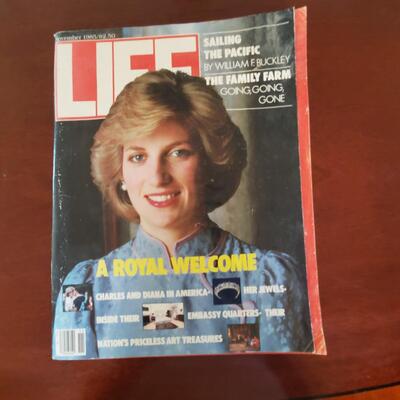 November 1985/$2.50
LIFE
SAILING
THE PACIFIC
BY WILLIAM F. BUCKLEY
THE FAMILY FARM
GOING, GOING,
GONE
A ROYAL WELCOME
CHARLES AND DIANA IN AMERICA- HER JEWELS-
INSIDE THEIR EMBASSY QUARTERS- THEIR
NATION'S PRICELESS ART TREASURES